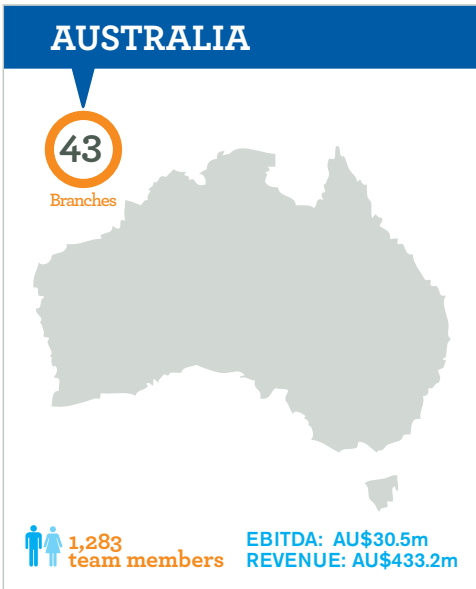 AUSTRALIA
43
Branches
1,283
team members
EBITDA: AU$30.5m
REVENUE: AU$433.2m